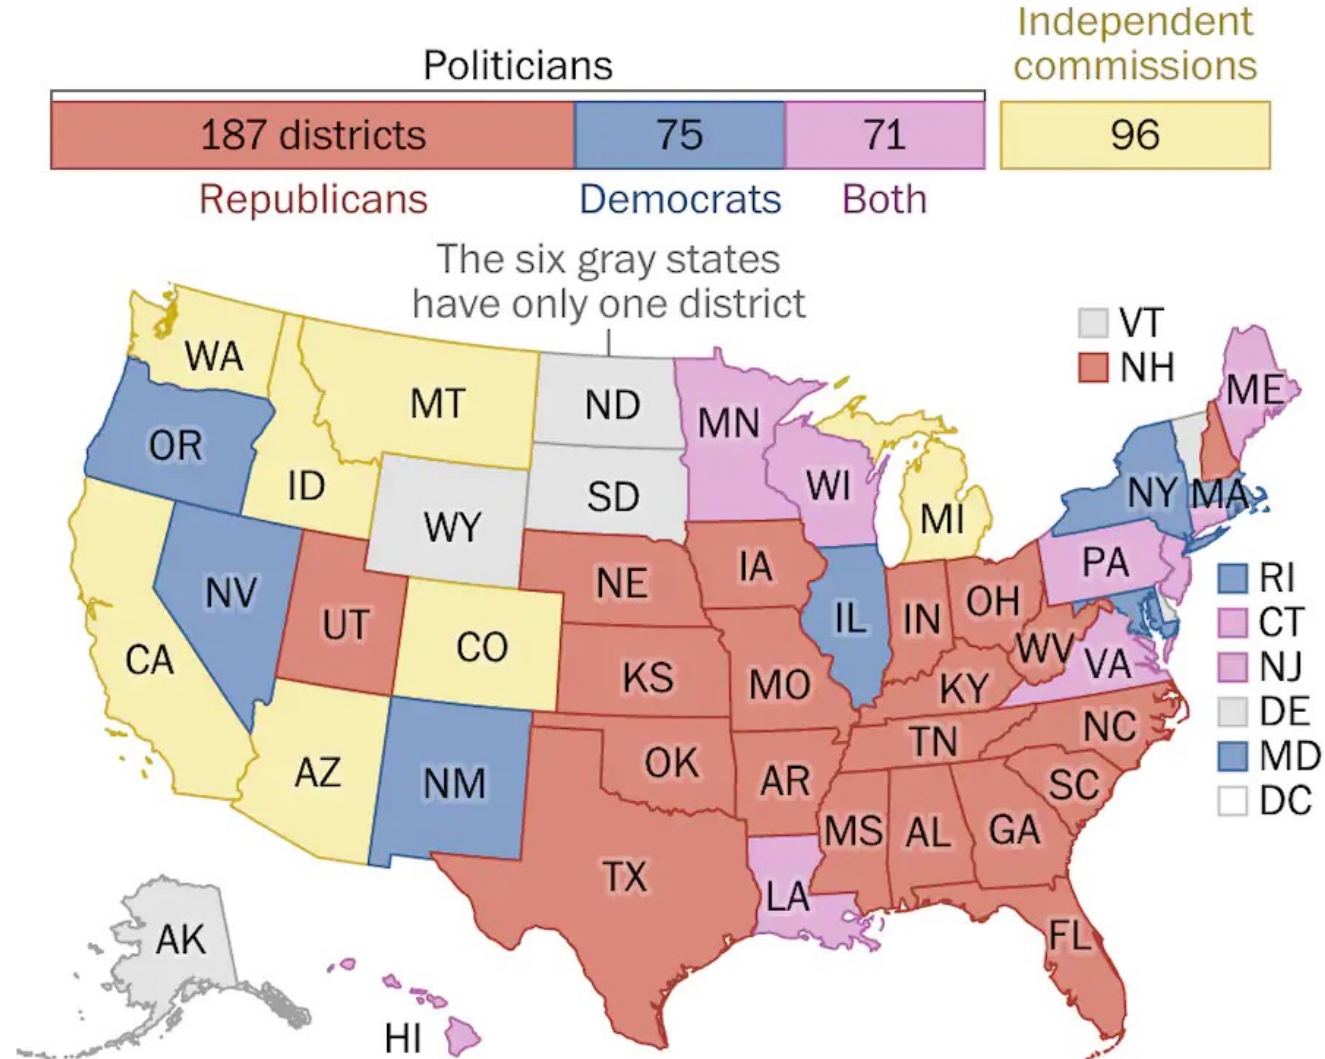 Independent
commissions
Politicians
187 districts
75
71
96
Republicans
Democrats
Both
The six gray states
have only one district
VT
NH
WA
MT
ND
MN
ME
OR
ID
SD
WI
MI
NY
MA
WY
IA
PA
NV
UT
NE
IL
IN
OH
RI
CA
CO
KS
MO
WV
VA
CT
KY
NJ
AZ
NM
OK
AR
TN
NC
DE
SC
MD
TX
MS
AL
GA
DC
LA
AK
FL
HI